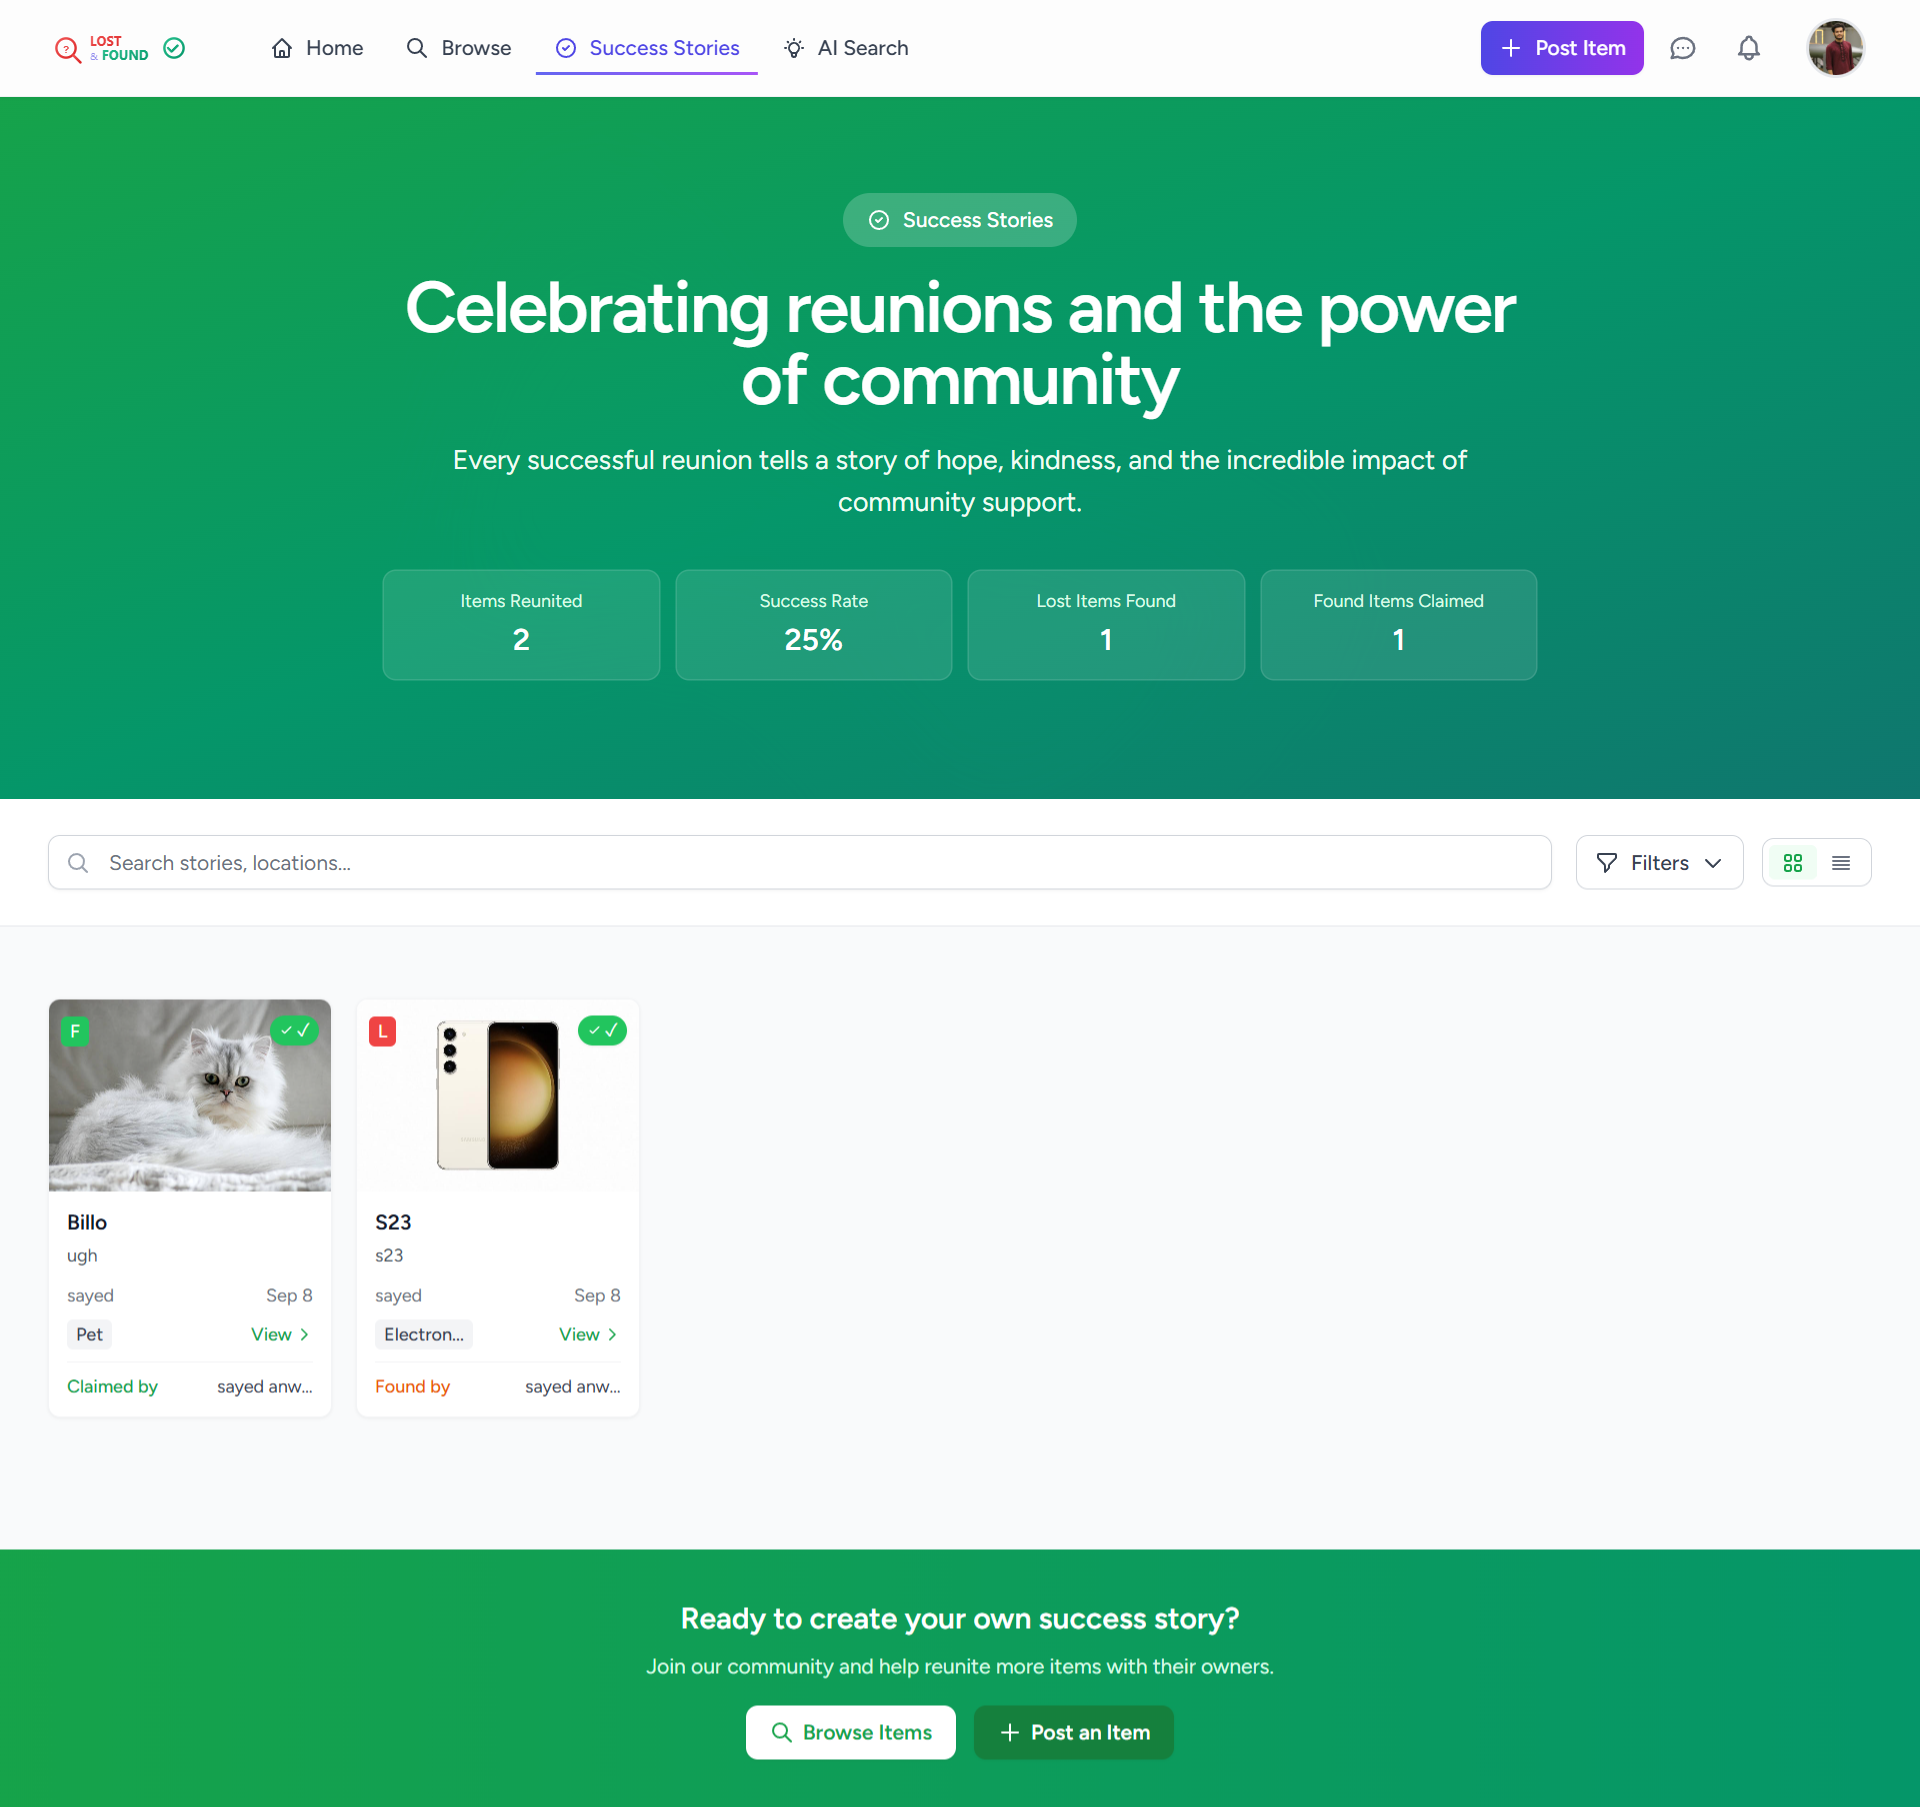 LOST
& FOUND
Home
Browse
Success Stories
AI Search
Post Item
Success Stories
Celebrating reunions and the power
of community
Every successful reunion tells a story of hope, kindness, and the incredible impact of
community support.
Items Reunited
2
Success Rate
25%
Lost Items Found
1
Found Items Claimed
1
Search stories, locations...
Filters
F
Billo
ugh
sayed
Sep 8
Pet
View
Claimed by
sayed anw...
L
S23
s23
sayed
Sep 8
Electron...
View
Found by
sayed anw...
Ready to create your own success story?
Join our community and help reunite more items with their owners.
Browse Items
Post an Item